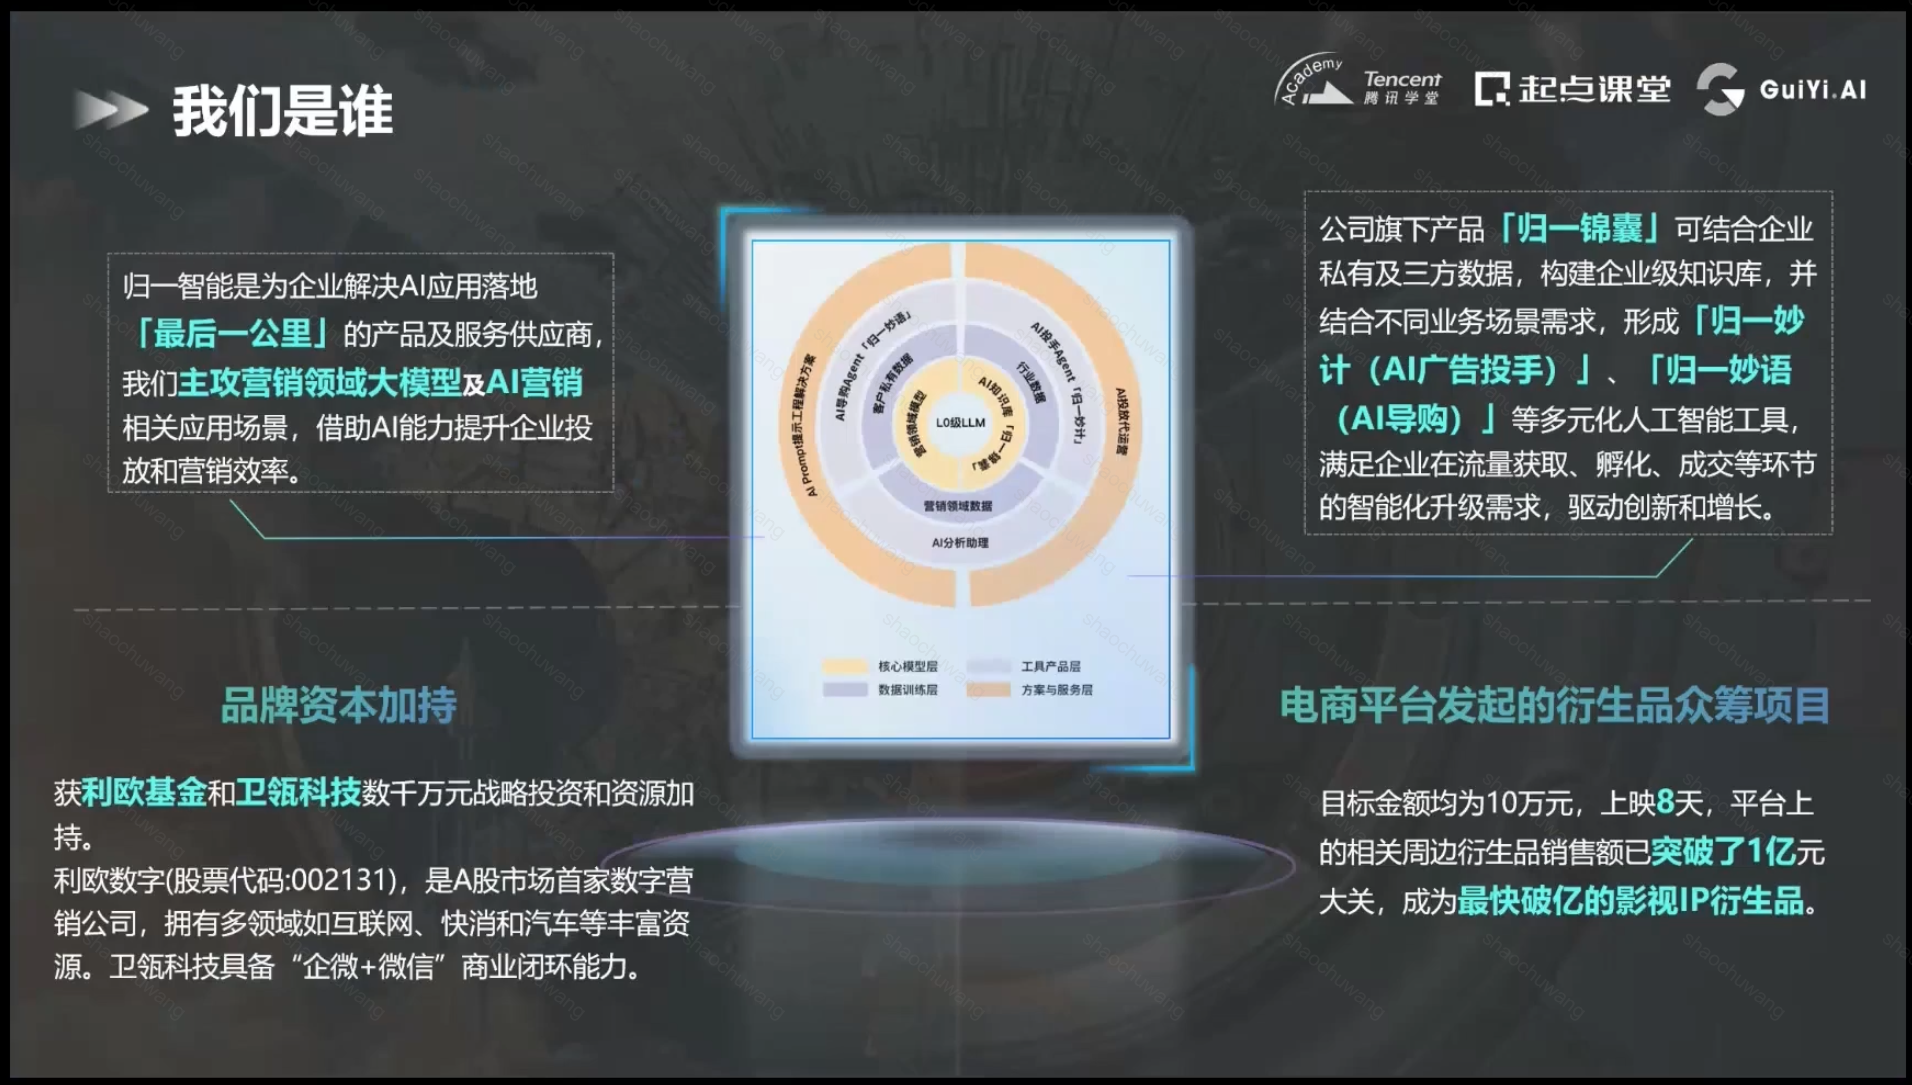 我们是谁
Academy
Tencent
腾讯学堂
起点课堂
GuiYi.AI
归一智能是为企业解决AI应用落地
「最后一公里」的产品及服务供应商，
我们主攻营销领域大模型及AI营销
相关应用场景，借助AI能力提升企业投
放和营销效率。
公司旗下产品「归一锦囊」可结合企业
私有及三方数据，构建企业级知识库，并
结合不同业务场景需求，形成「归一妙
计（AI广告投手）」、「归一妙语
（AI导购）」等多元化人工智能工具，
满足企业在流量获取、孵化、成交等环节
的智能化升级需求，驱动创新和增长。
AI Prompt提示工程解决方案
AI导购Agent「归一妙语」
客户私有数据
营销领域模型
L0级LLM
AI知识库「归一锦囊」
行业数据
AI投手Agent「归一妙计」
AI投放代运营
营销领域数据
AI分析助理
核心模型层
工具产品层
数据训练层
方案与服务层
品牌资本加持
获利欧基金和卫瓴科技数千万元战略投资和资源加
持。
利欧数字(股票代码:002131)，是A股市场首家数字营
销公司，拥有多领域如互联网、快消和汽车等丰富资
源。卫瓴科技具备“企微+微信”商业闭环能力。
电商平台发起的衍生品众筹项目
目标金额均为10万元，上映8天，平台上
的相关周边衍生品销售额已突破了1亿元
大关，成为最快破亿的影视IP衍生品。
shaochuwang